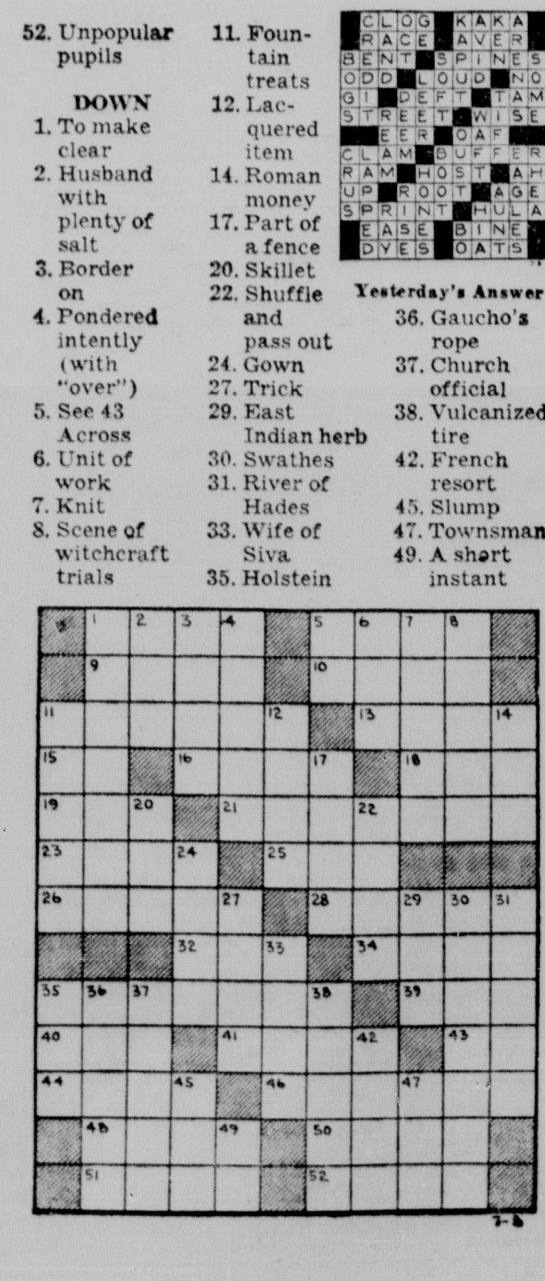 52. Unpopular
pupils
DOWN
1. To make
clear
2. Husband
with
plenty of
salt
3. Border
on
4. Pondered
intently
(with
“over”)
5. See 43
Across
6. Unit of
work
7. Knit
8. Scene of
witchcraft
trials
11. Foun-
tain
treats
12. Lac-
quered
item
14. Roman
money
17. Part of
a fence
20. Skillet
22. Shuffle
and
pass out
24. Gown
27. Trick
29. East
Indian herb
30. Swathes
31. River of
Hades
33. Wife of
Siva
35. Holstein
CLOG KAKA
RACE AVER
BENT SPINES
ODD LOUD NO
GI DEFT TAM
STREET WISE
EER OAF
CLAM BUFFER
RAM HOST AH
UP ROOT AGE
SPRINT HULA
EASE BINE
DYES OATS
Yesterday's Answer
36. Gaucho's
rope
37. Church
official
38. Vulcanized
tire
42. French
resort
45. Slump
47. Townsman
49. A short
instant
1 2 3 4 5 6 7 8
9 10
11 12 13 14
15 16 17 18
19 20 21 22
23 24 25
26 27 28 29 30 31
32 33 34
35 36 37 38 39
40 41 42 43
44 45 46 47
48 49 50
51 52
7-8